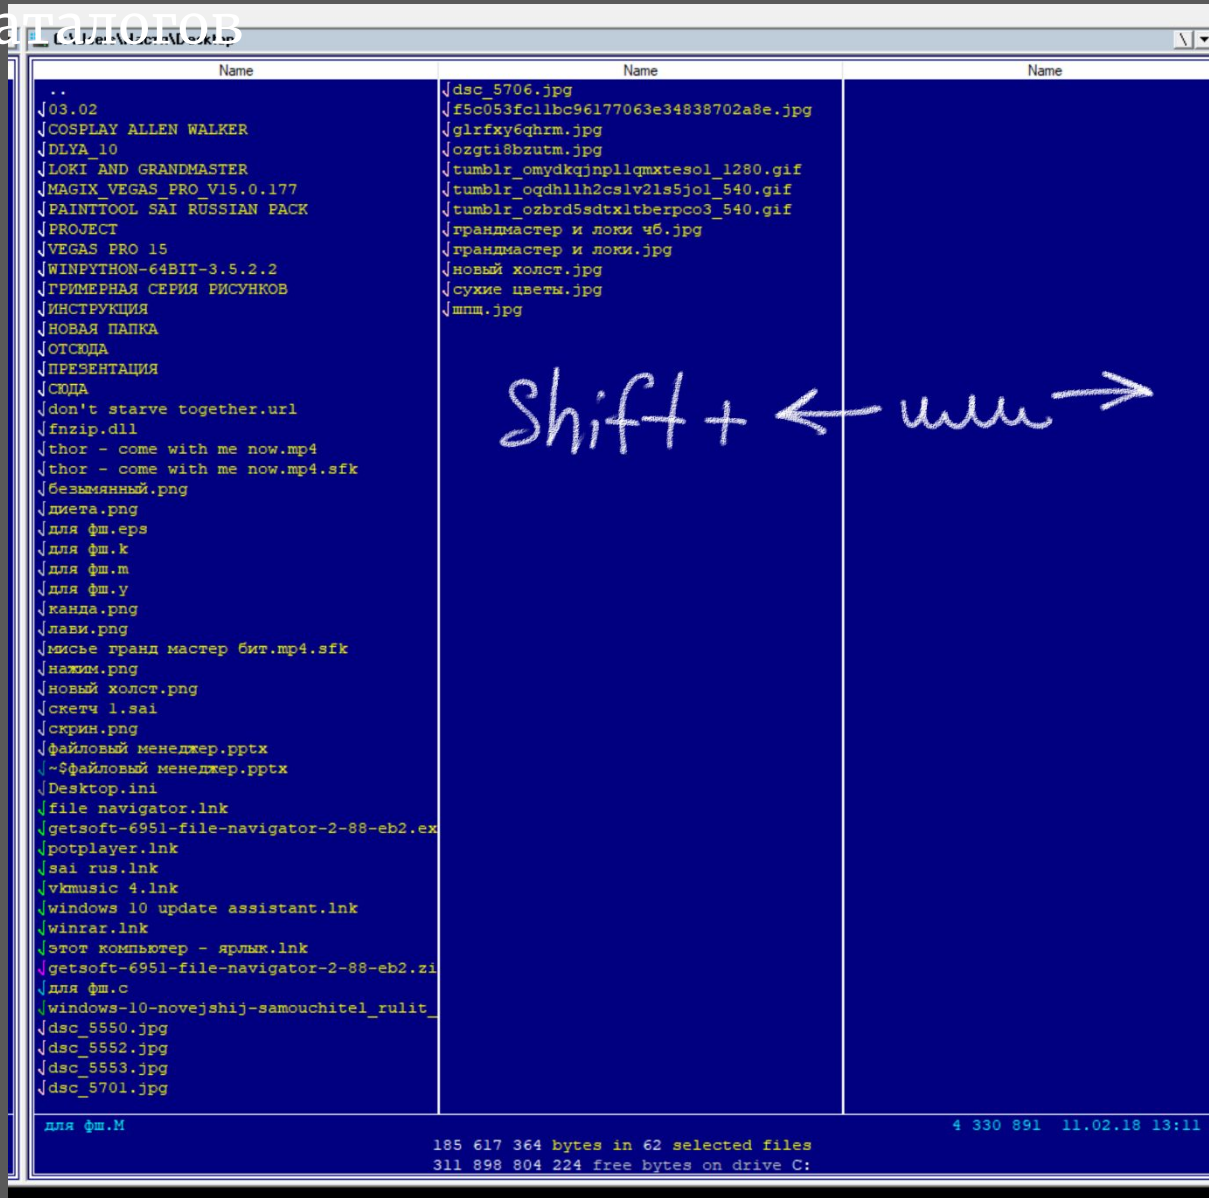 аталогов
C:\Users\Настя\Desktop
Name
..
03.02
COSPLAY ALLEN WALKER
DLYA_10
LOKI AND GRANDMASTER
MAGIX_VEGAS_PRO_V15.0.177
PAINTTOOL SAI RUSSIAN PACK
PROJECT
VEGAS PRO 15
WINPYTHON-64BIT-3.5.2.2
ГРИМЕРНАЯ СЕРИЯ РИСУНКОВ
ИНСТРУКЦИЯ
НОВАЯ ПАПКА
ОТСЮДА
ПРЕЗЕНТАЦИЯ
СЮДА
don't starve together.url
fnzip.dll
thor - come with me now.mp4
thor - come with me now.mp4.sfk
безымянный.png
диета.png
для фш.eps
для фш.k
для фш.m
для фш.y
канда.png
лави.png
мисье гранд мастер бит.mp4.sfk
нажим.png
новый холст.png
скетч 1.sai
скрин.png
файловый менеджер.pptx
~$файловый менеджер.pptx
Desktop.ini
file navigator.lnk
getsoft-6951-file-navigator-2-88-eb2.ex
potplayer.lnk
sai rus.lnk
vkmusic 4.lnk
windows 10 update assistant.lnk
winrar.lnk
этот компьютер - ярлык.lnk
getsoft-6951-file-navigator-2-88-eb2.zi
для фш.c
windows-10-novejshij-samouchitel_rulit_
dsc_5550.jpg
dsc_5552.jpg
dsc_5553.jpg
dsc_5701.jpg
Name
dsc_5706.jpg
f5c053fc11bc96177063e34838702a8e.jpg
glrfxy6qhrm.jpg
ozgti8bzutm.jpg
tumblr_omydkqjnpl1qmxteso1_1280.gif
tumblr_oqdhl1h2cs1v2ls5jo1_540.gif
tumblr_ozbrd5sdtx1tberpco3_540.gif
грандмастер и локи чб.jpg
грандмастер и локи.jpg
новый холст.jpg
сухие цветы.jpg
шпщ.jpg
Name
Shift + ← или →
для фш.M 4 330 891 11.02.18 13:11
185 617 364 bytes in 62 selected files
311 898 804 224 free bytes on drive C: